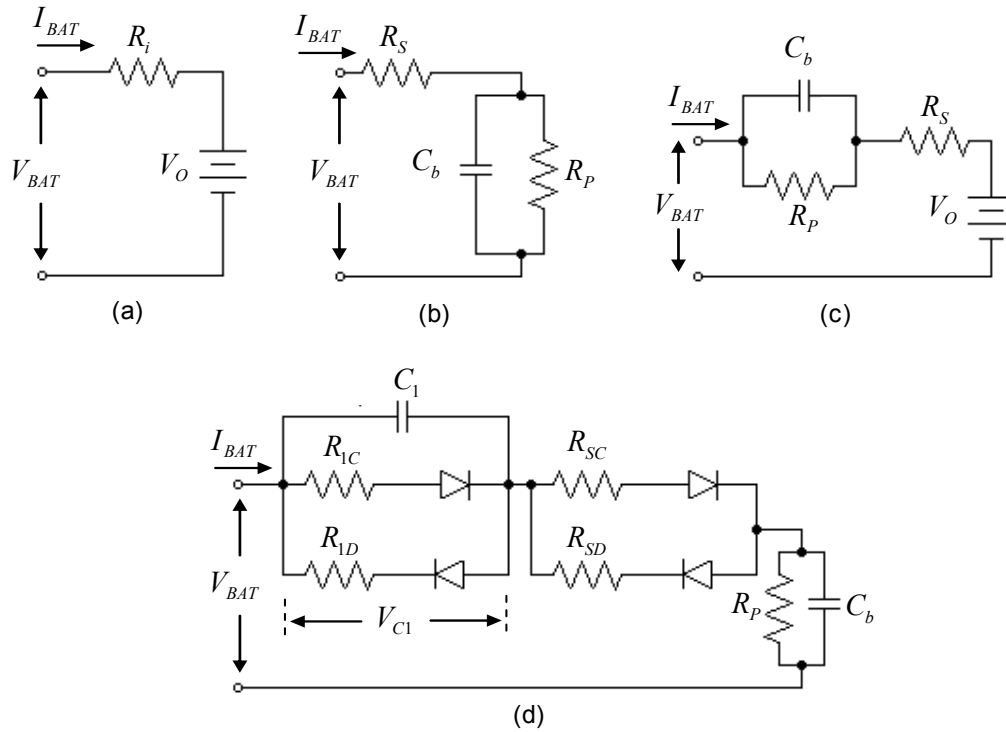 I_BAT R_i
V_BAT V_O
(a)
I_BAT R_S
V_BAT C_b R_P
(b)
C_b
I_BAT R_S
R_P
V_BAT V_O
(c)
C_1
I_BAT R_1C R_SC
R_1D R_SD
V_BAT V_C1 R_P C_b
(d)